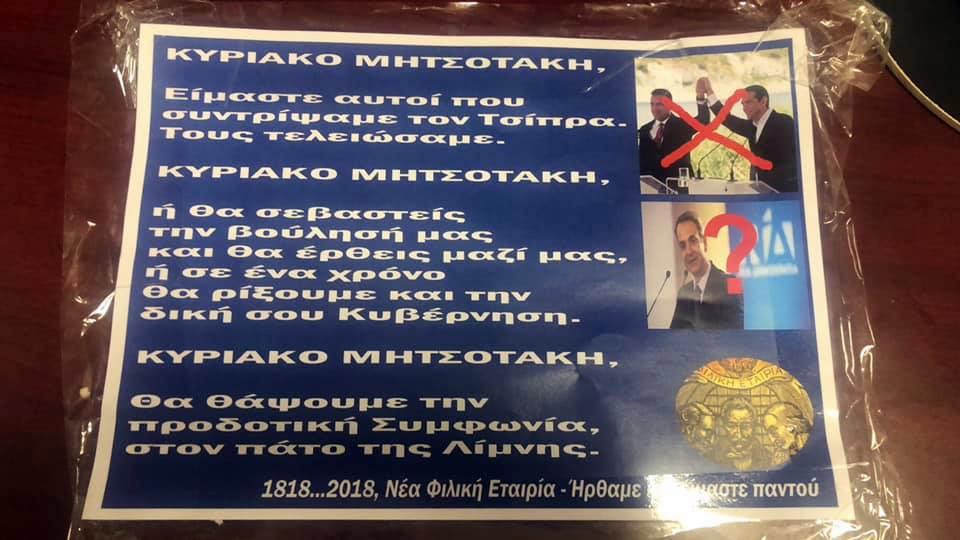 ΚΥΡΙΑΚΟ ΜΗΤΣΟΤΑΚΗ,
Είμαστε αυτοί που
συντρίψαμε τον Τσίπρα.
Τους τελειώσαμε.
ΚΥΡΙΑΚΟ ΜΗΤΣΟΤΑΚΗ,
ή θα σεβαστείς
την βούλησή μας
και θα έρθεις μαζί μας,
ή σε ένα χρόνο
θα ρίξουμε και την
δική σου Κυβέρνηση.
?
ΚΥΡΙΑΚΟ ΜΗΤΣΟΤΑΚΗ,
Θα θάψουμε την
προδοτική Συμφωνία,
στον πάτο της Λίμνης.
ΦΙΛΙΚΗ ΕΤΑΙΡΙΑ
1818...2018, Νέα Φιλική Εταιρία - Ήρθαμε παντού